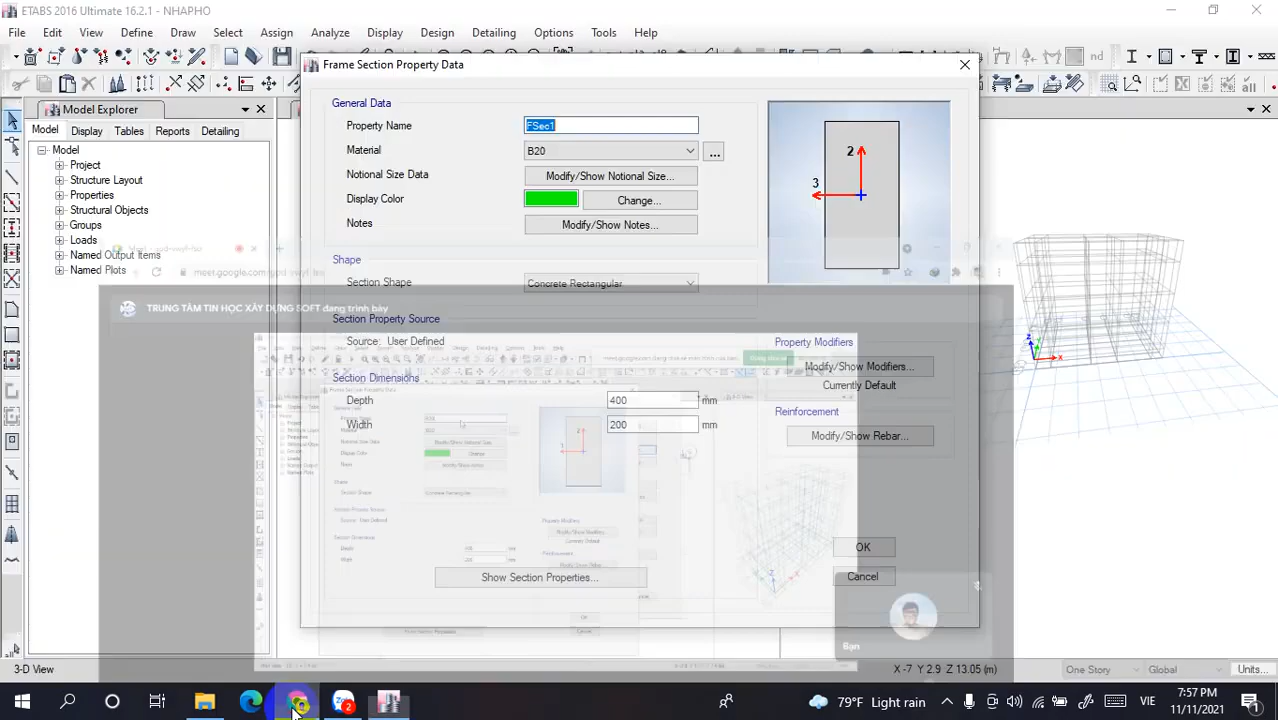 ETABS 2016 Ultimate 16.2.1 - NHAPHO
File Edit View Define Draw Select Assign Analyze Display Design Detailing Options Tools Help
Frame Section Property Data
nd
Model Explorer
Model Display Tables Reports Detailing
Model
Project
Structure Layout
Properties
Structural Objects
Groups
Loads
Named Output Items
Named Plots
General Data
Property Name FSec1
Material B20 ...
Notional Size Data Modify/Show Notional Size...
Display Color Change...
Notes Modify/Show Notes...
2
3
Shape
Section Shape Concrete Rectangular
Section Property Source
Source: User Defined
Section Dimensions
Depth 400 mm
Width 200 mm
Property Modifiers
Modify/Show Modifiers...
Currently Default
Reinforcement
Modify/Show Rebar...
OK
Show Section Properties...
Cancel
TRUNG TÂM TIN HỌC XÂY DỰNG SOFT đang trình bày
Bạn
Z
X
3-D View
X -7 Y 2.9 Z 13.05 (m)
One Story Global Units...
2
79°F Light rain
VIE
7:57 PM
11/11/2021
1